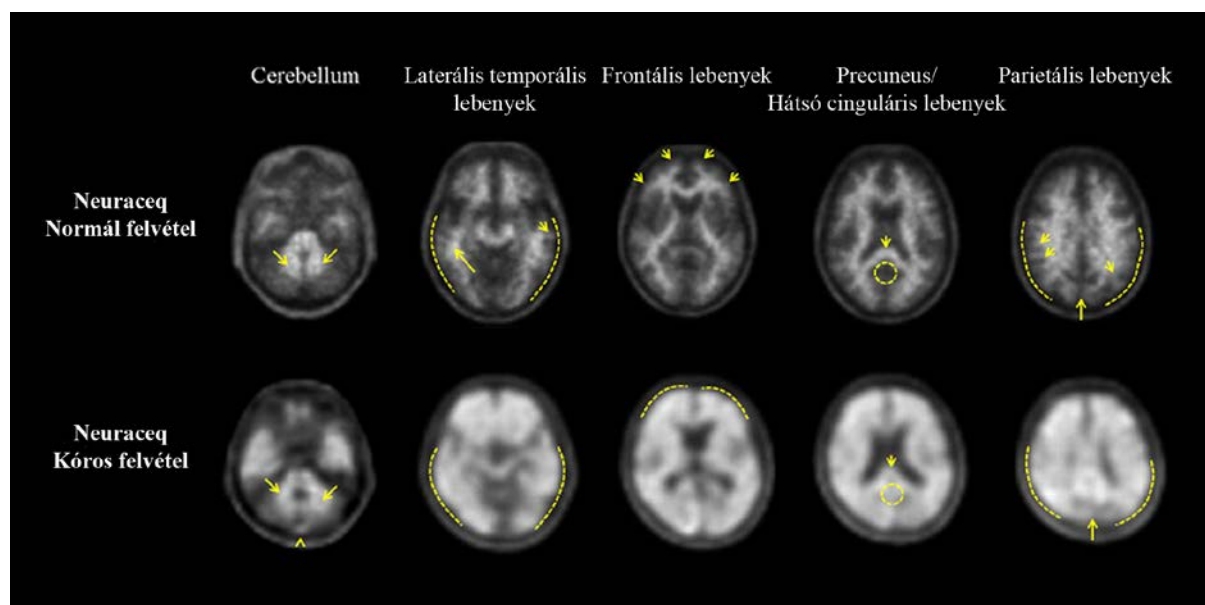 Cerebellum
Laterális temporális
lebenyek
Frontális lebenyek
Precuneus/
Hátsó cinguláris lebenyek
Parietális lebenyek
Neuraceq
Normál felvétel
Neuraceq
Kóros felvétel